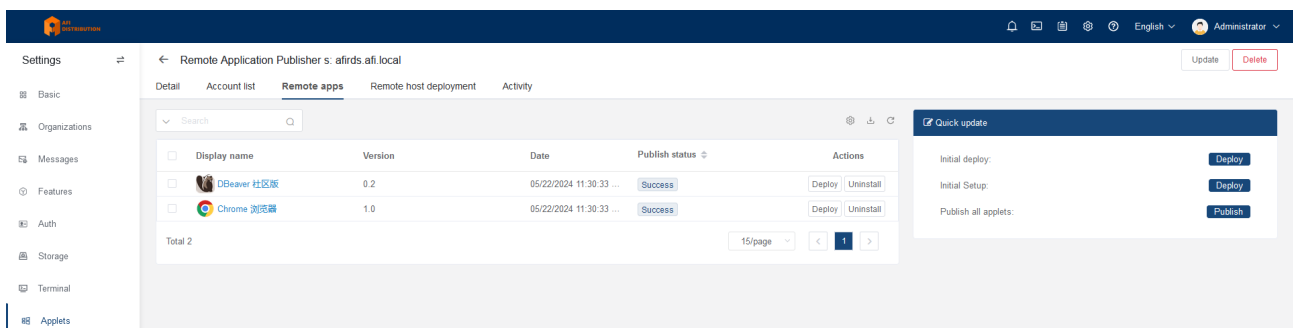 AFI
DISTRIBUTION
English
Administrator
Settings
Remote Application Publisher s: afirds.afi.local
Update Delete
Detail Account list Remote apps Remote host deployment Activity
Basic
Organizations
Messages
Features
Auth
Storage
Terminal
Applets
Search
Display name Version Date Publish status Actions
DBeaver 社区版 0.2 05/22/2024 11:30:33 ... Success Deploy Uninstall
Chrome 浏览器 1.0 05/22/2024 11:30:33 ... Success Deploy Uninstall
Total 2 15/page 1
Quick update
Initial deploy: Deploy
Initial Setup: Deploy
Publish all applets: Publish